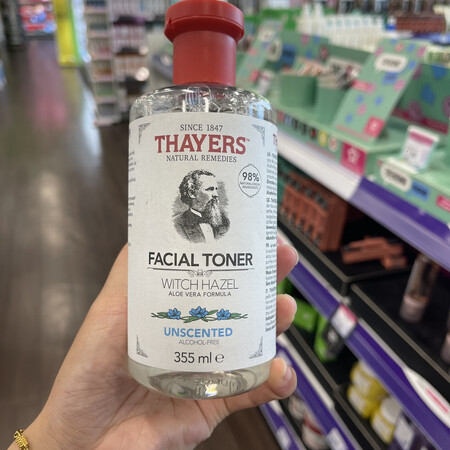 SINCE 1847
THAYERS
NATURAL REMEDIES
98%
FACIAL TONER
WITCH HAZEL
ALOE VERA FORMULA
UNSCENTED
ALCOHOL-FREE
355 ml e